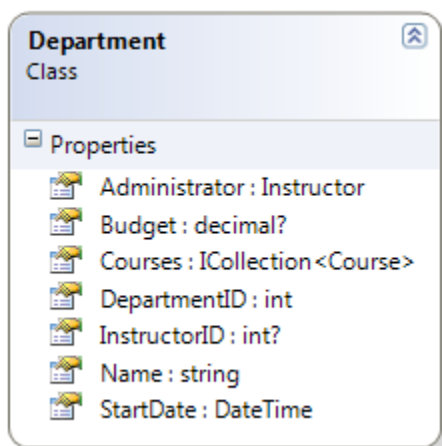 Department
Class
Properties
Administrator : Instructor
Budget : decimal?
Courses : ICollection<Course>
DepartmentID : int
InstructorID : int?
Name : string
StartDate : DateTime